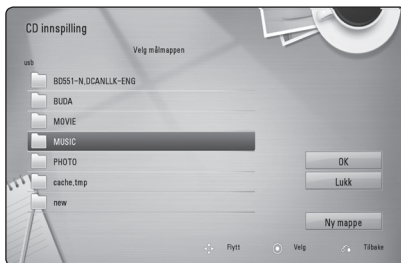 CD innspilling
Velg målmappen
usb
BD551-N,DCANLLK-ENG
BUDA
MOVIE
MUSIC
PHOTO
cache,tmp
new
OK
Lukk
Ny mappe
Flytt Velg Tilbake